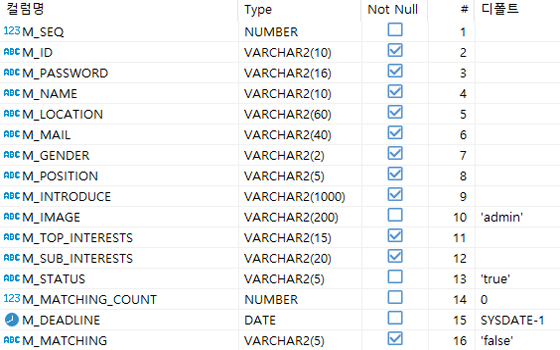 컬럼명 Type Not Null # 디폴트
123 M_SEQ NUMBER 1
ABC M_ID VARCHAR2(10) 2
ABC M_PASSWORD VARCHAR2(16) 3
ABC M_NAME VARCHAR2(10) 4
ABC M_LOCATION VARCHAR2(60) 5
ABC M_MAIL VARCHAR2(40) 6
ABC M_GENDER VARCHAR2(2) 7
ABC M_POSITION VARCHAR2(5) 8
ABC M_INTRODUCE VARCHAR2(1000) 9
ABC M_IMAGE VARCHAR2(200) 10 'admin'
ABC M_TOP_INTERESTS VARCHAR2(15) 11
ABC M_SUB_INTERESTS VARCHAR2(20) 12
ABC M_STATUS VARCHAR2(5) 13 'true'
123 M_MATCHING_COUNT NUMBER 14 0
M_DEADLINE DATE 15 SYSDATE-1
ABC M_MATCHING VARCHAR2(5) 16 'false'